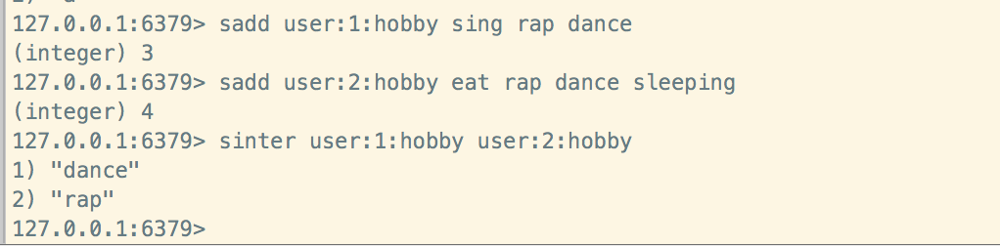 127.0.0.1:6379> sadd user:1:hobby sing rap dance
(integer) 3
127.0.0.1:6379> sadd user:2:hobby eat rap dance sleeping
(integer) 4
127.0.0.1:6379> sinter user:1:hobby user:2:hobby
1) "dance"
2) "rap"
127.0.0.1:6379>